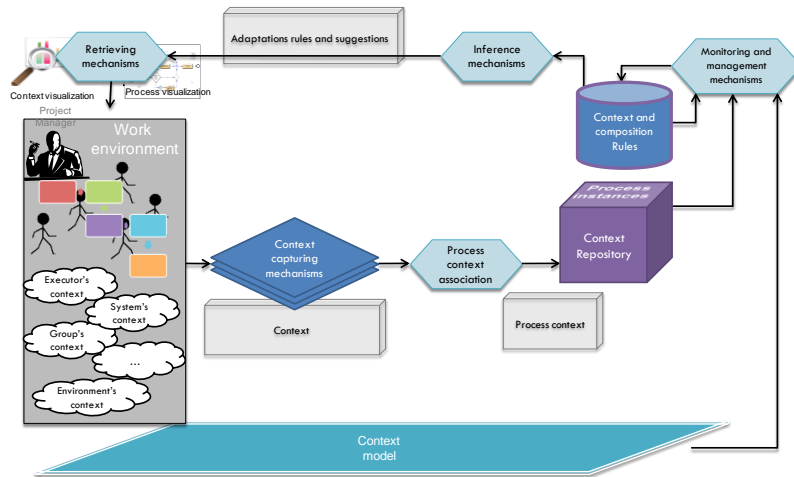 Retrieving
mechanisms
Adaptations rules and suggestions
Inference
mechanisms
Monitoring and
management
mechanisms
Context visualization
Process visualization
Project
Manager
Work
environment
Context and
composition
Rules
Process
instances
Context
Repository
Context
capturing
mechanisms
Process
context
association
Executor's
context
System's
context
Group's
context
...
Environment's
context
Context
Process context
Context
model